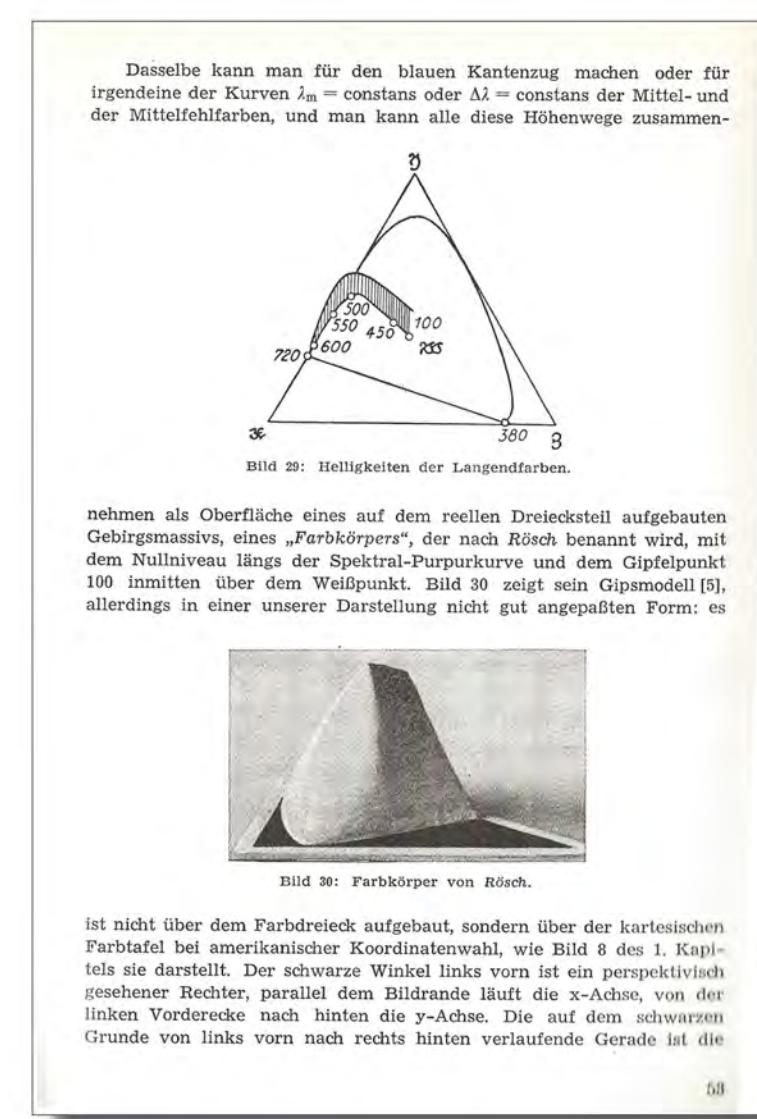 Dasselbe kann man für den blauen Kantenzug machen oder für
irgendeine der Kurven λm = constans oder Δλ = constans der Mittel- und
der Mittelfehlfarben, und man kann alle diese Höhenwege zusammen-
500
550
450
100
600
720
380
Bild 29: Helligkeiten der Langendfarben.
nehmen als Oberfläche eines auf dem reellen Dreiecksteil aufgebauten
Gebirgsmassivs, eines „Farbkörpers“, der nach Rösch benannt wird, mit
dem Nullniveau längs der Spektral-Purpurkurve und dem Gipfelpunkt
100 inmitten über dem Weißpunkt. Bild 30 zeigt sein Gipsmodell [5],
allerdings in einer unserer Darstellung nicht gut angepaßten Form: es
Bild 30: Farbkörper von Rösch.
ist nicht über dem Farbdreieck aufgebaut, sondern über der kartesischen
Farbtafel bei amerikanischer Koordinatenwahl, wie Bild 8 des 1. Kapi-
tels sie darstellt. Der schwarze Winkel links vorn ist ein perspektivisch
gesehener Rechter, parallel dem Bildrande läuft die x-Achse, von der
linken Vorderecke nach hinten die y-Achse. Die auf dem schwarzen
Grunde von links vorn nach rechts hinten verlaufende Gerade ist die
53